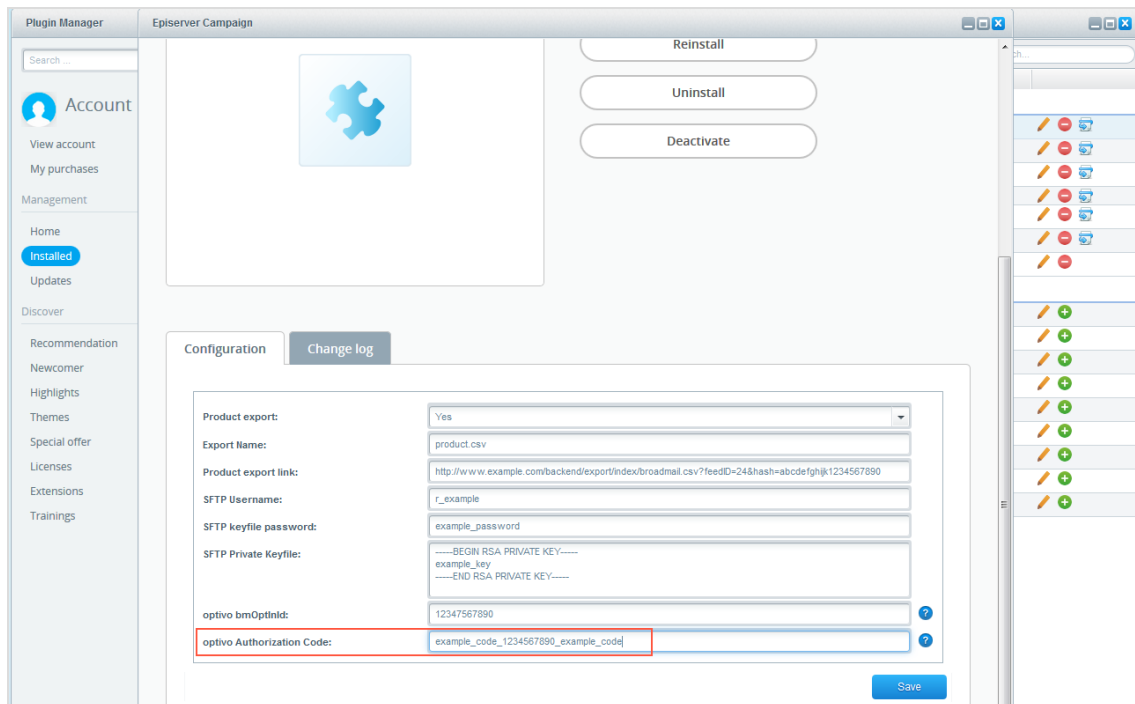 Plugin Manager
Episerver Campaign
Search ...
Account
View account
My purchases
Management
Home
Installed
Updates
Discover
Recommendation
Newcomer
Highlights
Themes
Special offer
Licenses
Extensions
Trainings
Reinstall
Uninstall
Deactivate
Configuration
Change log
Product export:
Yes
Export Name:
product.csv
Product export link:
http://www.example.com/backend/export/index/broadmail.csv?feedID=24&hash=abcdefghijk1234567890
SFTP Username:
r_example
SFTP keyfile password:
example_password
SFTP Private Keyfile:
-----BEGIN RSA PRIVATE KEY-----
example_key
-----END RSA PRIVATE KEY-----
optivo bmOptInId:
12347567890
?
optivo Authorization Code:
example_code_1234567890_example_code
?
Save
ch...